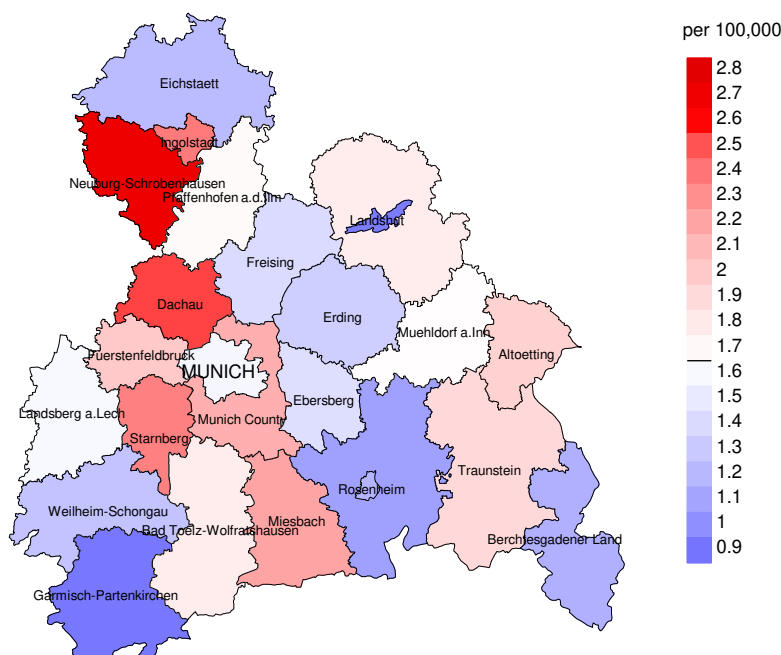 per 100,000
2.8
2.7
2.6
2.5
2.4
2.3
2.2
2.1
2
1.9
1.8
1.7
1.6
1.5
1.4
1.3
1.2
1.1
1
0.9
Eichstaett
Ingolstadt
Neuburg-Schrobenhausen
Pfaffenhofen a.d.Ilm
Landshut
Freising
Dachau
Erding
Muehldorf a.Inn
Altoetting
Fuerstenfeldbruck
MUNICH
Ebersberg
Landsberg a.Lech
Munich County
Starnberg
Traunstein
Rosenheim
Weilheim-Schongau
Miesbach
Bad Toelz-Wolfratshausen
Berchtesgadener Land
Garmisch-Partenkirchen